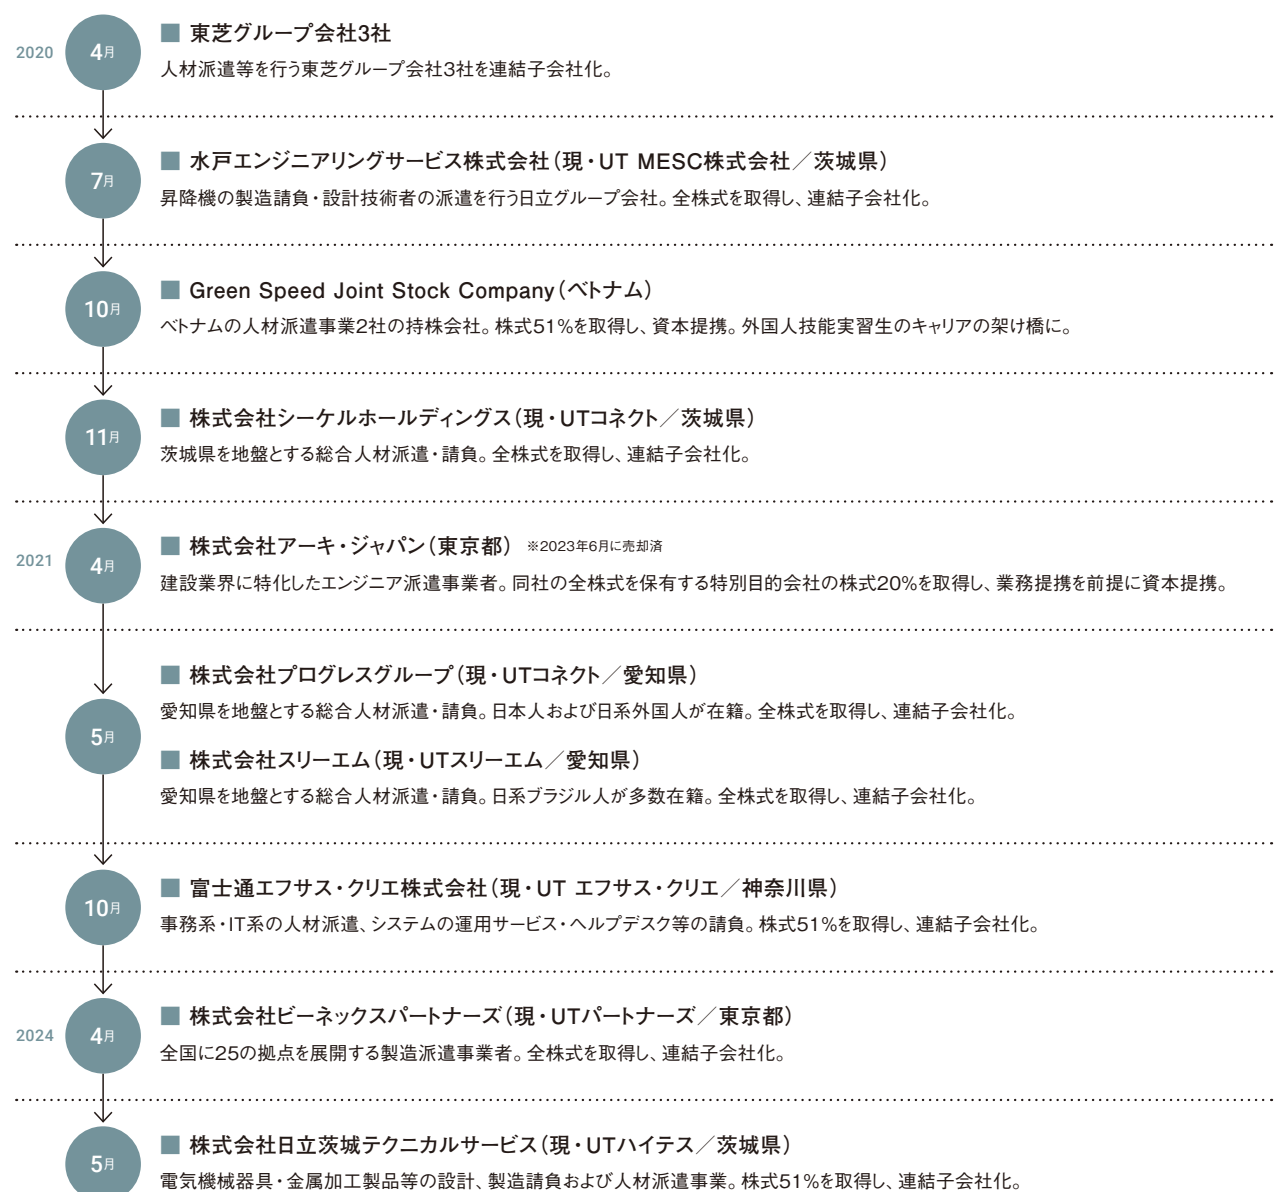 2020
4月
■ 東芝グループ会社3社
人材派遣等を行う東芝グループ会社3社を連結子会社化。
7月
■ 水戸エンジニアリングサービス株式会社（現・UT MESC株式会社／茨城県）
昇降機の製造請負・設計技術者の派遣を行う日立グループ会社。全株式を取得し、連結子会社化。
10月
■ Green Speed Joint Stock Company（ベトナム）
ベトナムの人材派遣事業2社の持株会社。株式51%を取得し、資本提携。外国人技能実習生のキャリアの架け橋に。
11月
■ 株式会社シーケルホールディングス（現・UTコネクト／茨城県）
茨城県を地盤とする総合人材派遣・請負。全株式を取得し、連結子会社化。
2021
4月
■ 株式会社アーキ・ジャパン（東京都） ※2023年6月に売却済
建設業界に特化したエンジニア派遣事業者。同社の全株式を保有する特別目的会社の株式20%を取得し、業務提携を前提に資本提携。
5月
■ 株式会社プログレスグループ（現・UTコネクト／愛知県）
愛知県を地盤とする総合人材派遣・請負。日本人および日系外国人が在籍。全株式を取得し、連結子会社化。
■ 株式会社スリーエム（現・UTスリーエム／愛知県）
愛知県を地盤とする総合人材派遣・請負。日系ブラジル人が多数在籍。全株式を取得し、連結子会社化。
10月
■ 富士通エフサス・クリエ株式会社（現・UT エフサス・クリエ／神奈川県）
事務系・IT系の人材派遣、システムの運用サービス・ヘルプデスク等の請負。株式51%を取得し、連結子会社化。
2024
4月
■ 株式会社ビーネックスパートナーズ（現・UTパートナーズ／東京都）
全国に25の拠点を展開する製造派遣事業者。全株式を取得し、連結子会社化。
5月
■ 株式会社日立茨城テクニカルサービス（現・UTハイテス／茨城県）
電気機械器具・金属加工製品等の設計、製造請負および人材派遣事業。株式51%を取得し、連結子会社化。